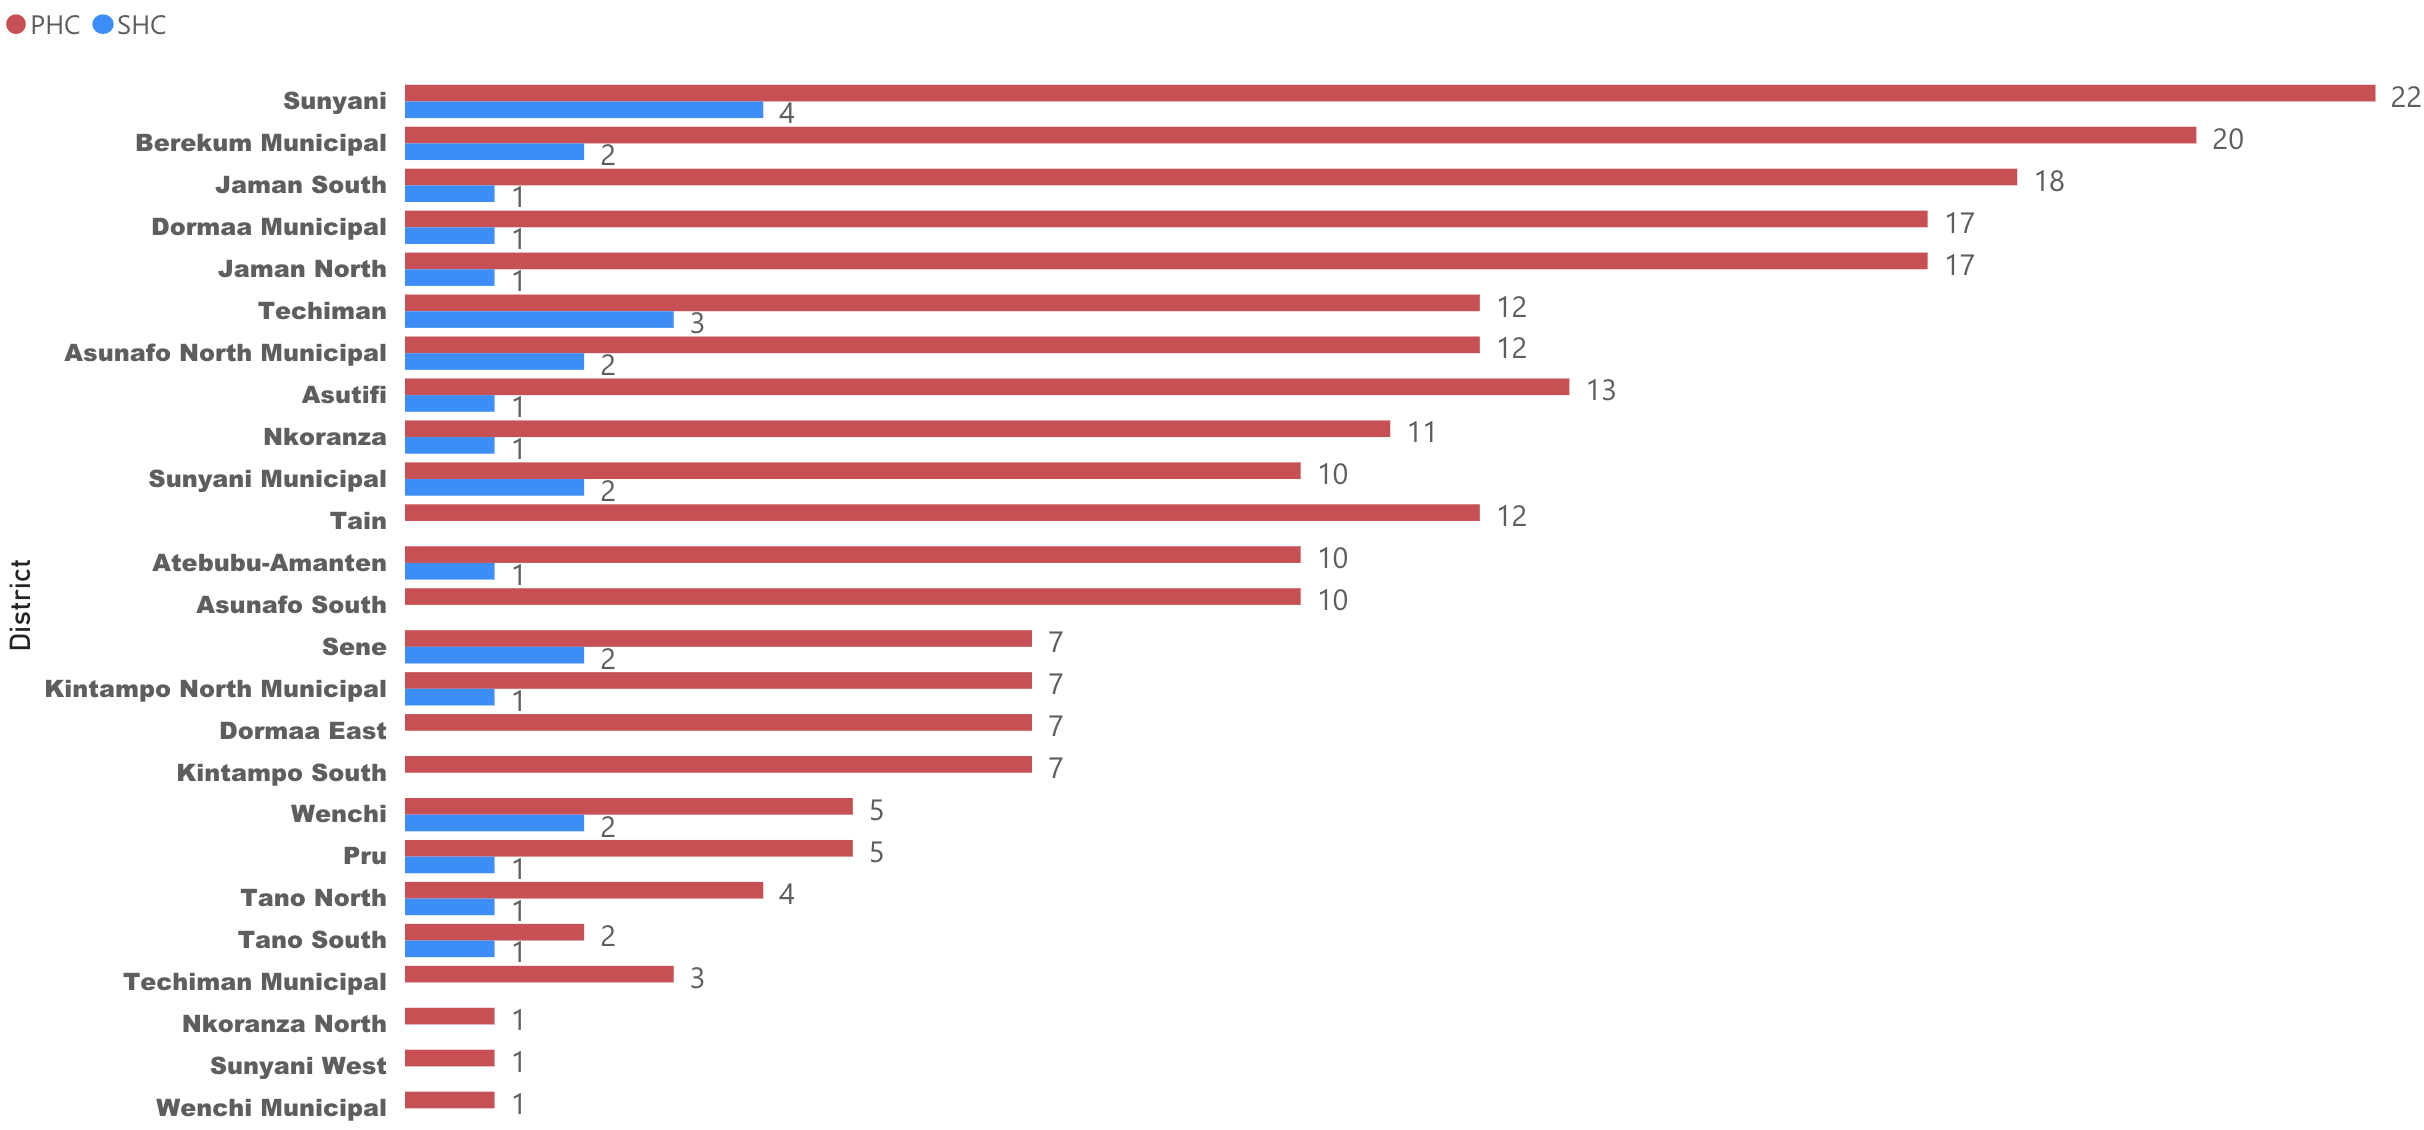 PHC SHC
Sunyani 22
4
Berekum Municipal 20
2
Jaman South 18
1
Dormaa Municipal 17
1
Jaman North 17
1
Techiman 12
3
Asunafo North Municipal 12
2
Asutifi 13
1
Nkoranza 11
1
Sunyani Municipal 10
2
Tain 12
Atebubu-Amanten 10
1
Asunafo South 10
District
Sene 7
2
Kintampo North Municipal 7
1
Dormaa East 7
Kintampo South 7
Wenchi 5
2
Pru 5
1
Tano North 4
1
Tano South 2
1
Techiman Municipal 3
Nkoranza North 1
Sunyani West 1
Wenchi Municipal 1